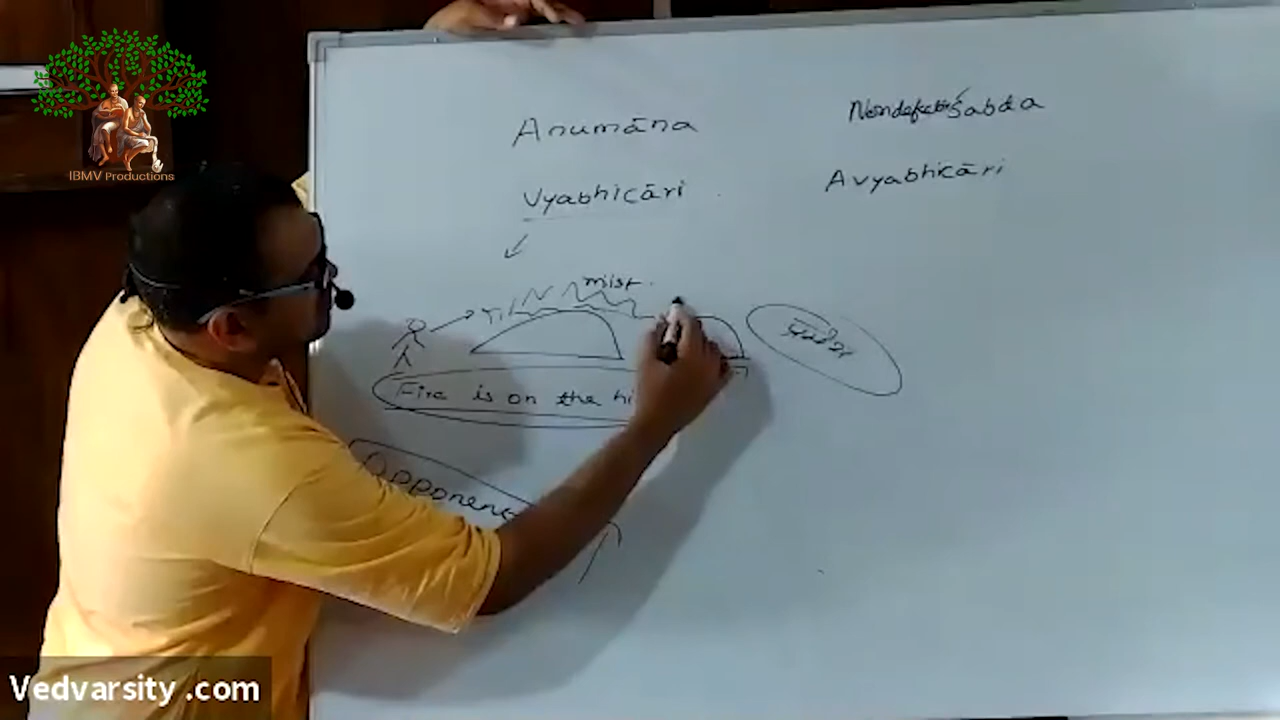 IBMV Productions
Anumāna
Nondefective Śabda
Vyabhicāri
Avyabhicāri
mist
Fire is on the hi
Opponent
Vedvarsity.com